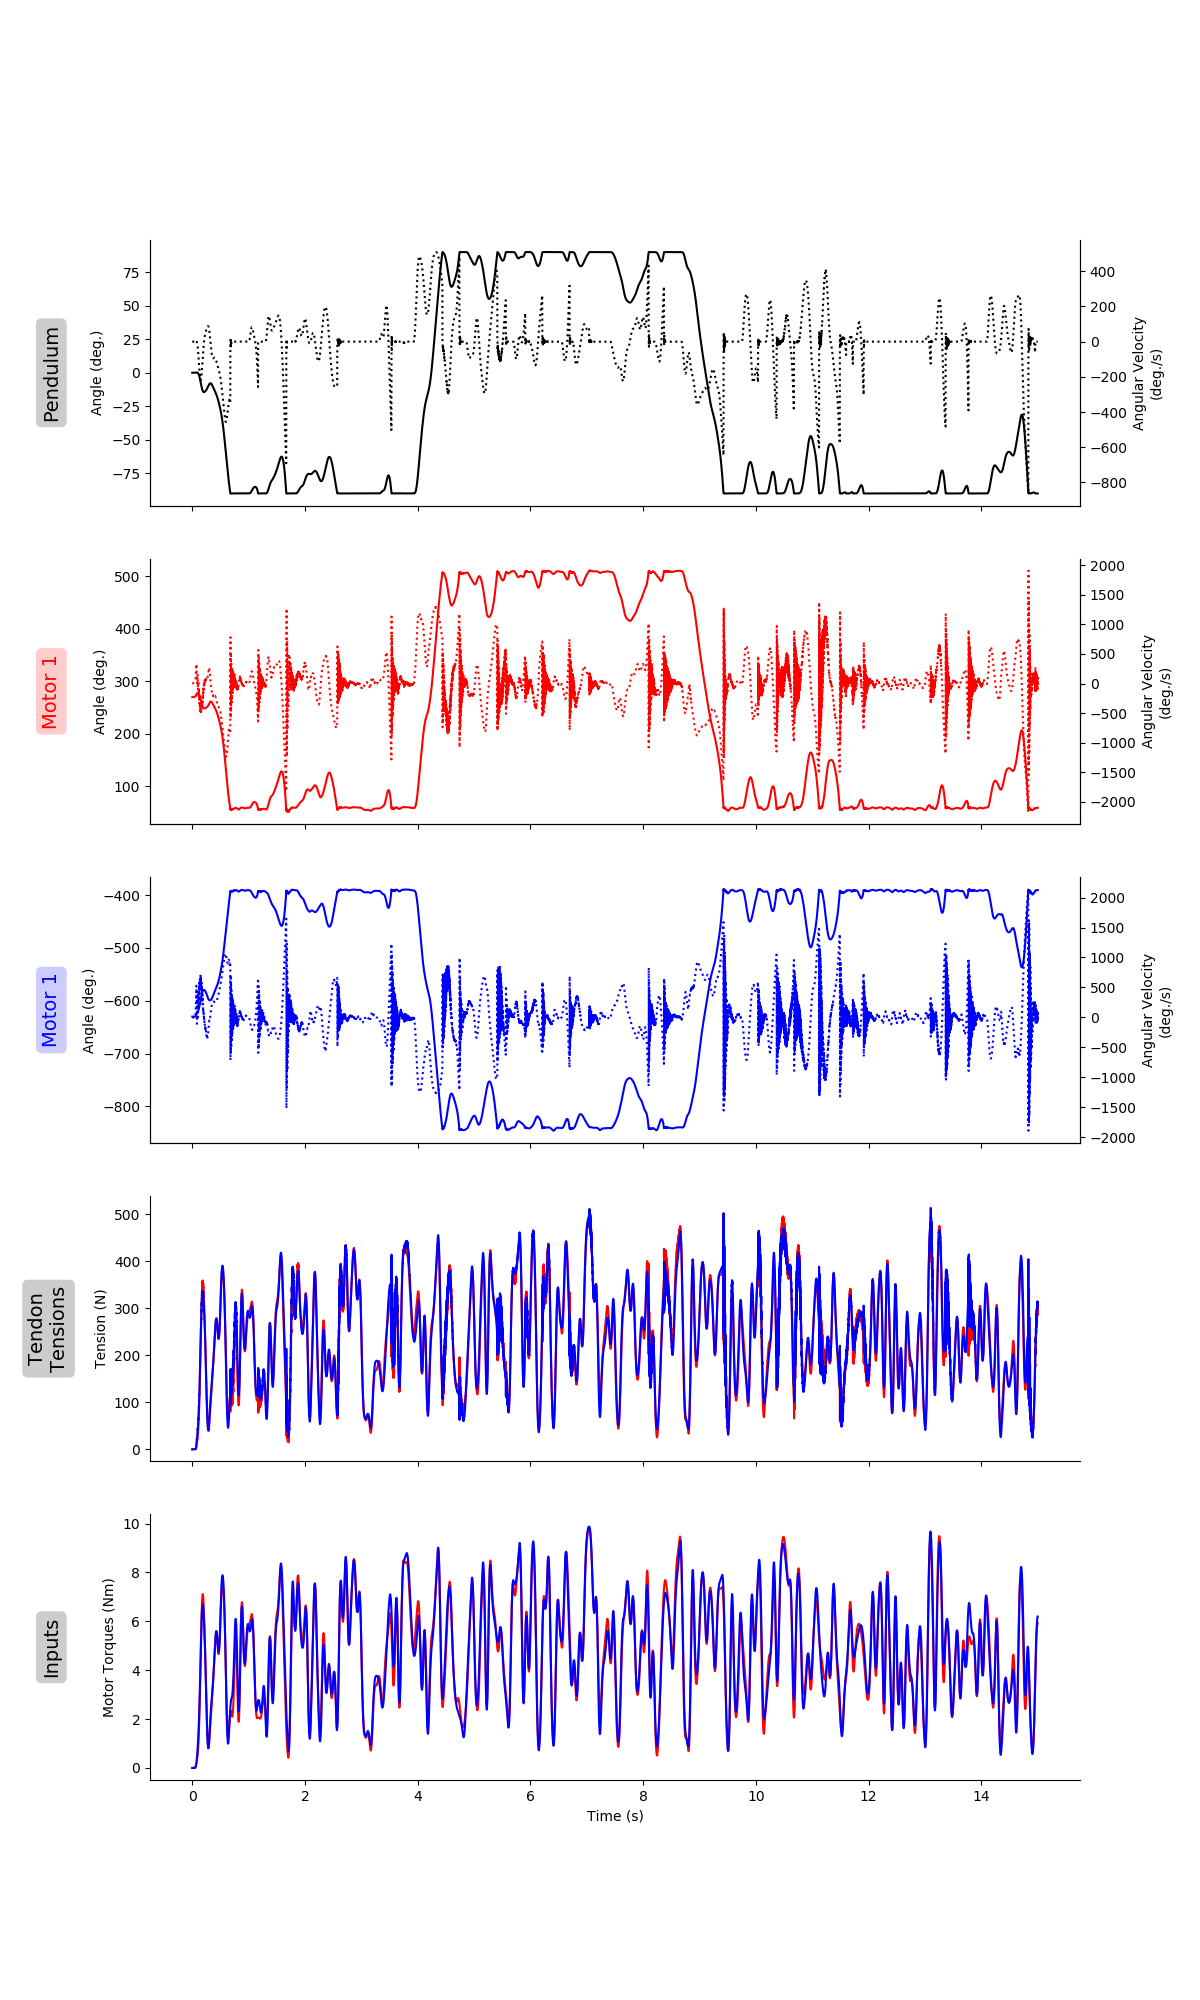 Pendulum
Angle (deg.)
75
50
25
0
−25
−50
−75
400
200
0
−200
−400
−600
−800
Angular Velocity
(deg./s)
Motor 1
Angle (deg.)
500
400
300
200
100
2000
1500
1000
500
0
−500
−1000
−1500
−2000
Angular Velocity
(deg./s)
Motor 1
Angle (deg.)
−400
−500
−600
−700
−800
2000
1500
1000
500
0
−500
−1000
−1500
−2000
Angular Velocity
(deg./s)
Tendon
Tensions
Tension (N)
500
400
300
200
100
0
Inputs
Motor Torques (Nm)
10
8
6
4
2
0
0 2 4 6 8 10 12 14
Time (s)